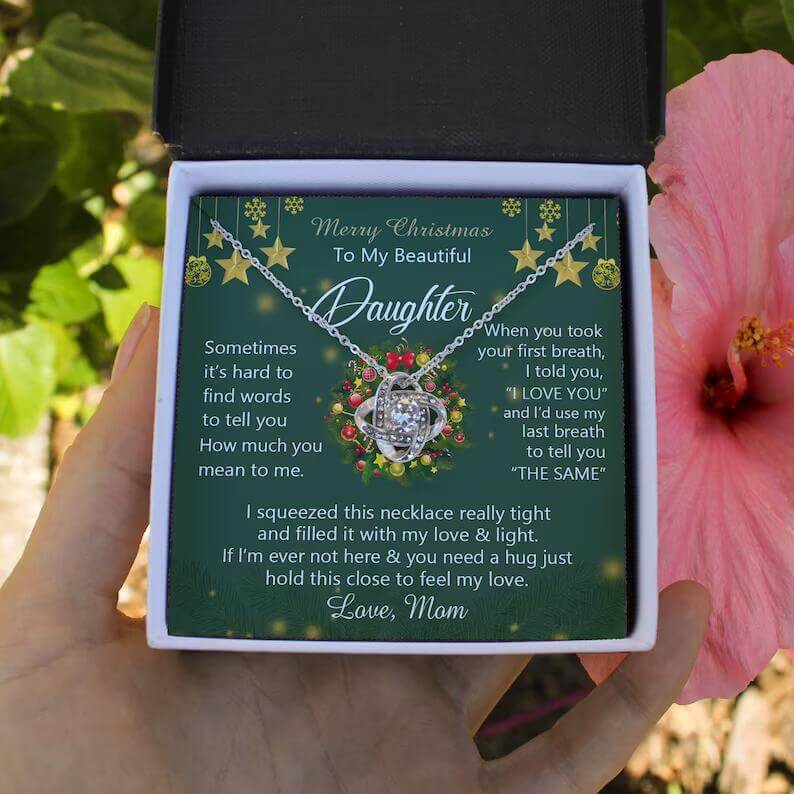 Merry Christmas
To My Beautiful
Daughter
Sometimes
it's hard to
find words
to tell you
How much you
mean to me.
When you took
your first breath,
I told you,
"I LOVE YOU"
and I'd use my
last breath
to tell you
"THE SAME"
I squeezed this necklace really tight
and filled it with my love & light.
If I'm ever not here & you need a hug just
hold this close to feel my love.
Love, Mom